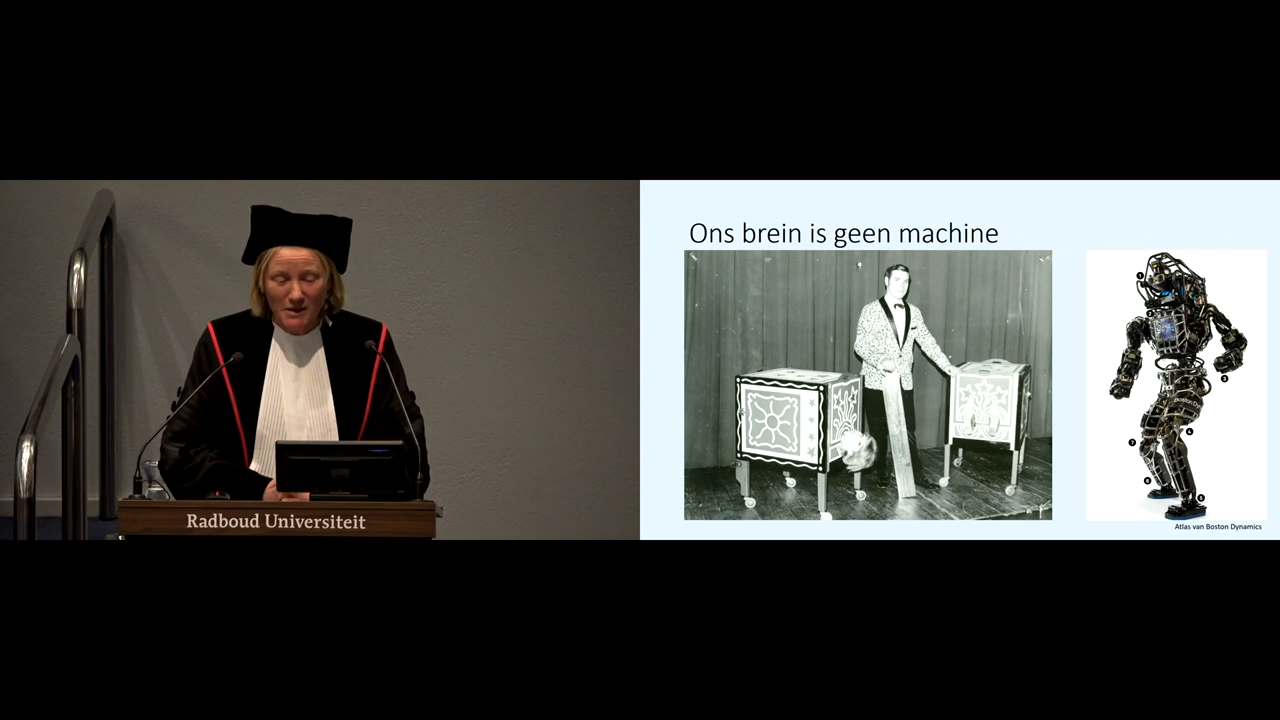 Ons brein is geen machine
Radboud Universiteit
Atlas van Boston Dynamics